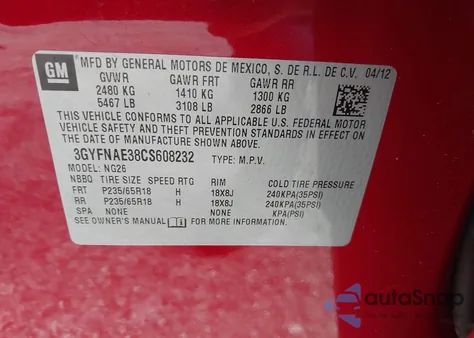 GM
MFD BY GENERAL MOTORS DE MEXICO, S. DE R.L. DE C.V. 04/12
GVWR GAWR FRT GAWR RR
2480 KG 1410 KG 1300 KG
5467 LB 3108 LB 2866 LB
THIS VEHICLE CONFORMS TO ALL APPLICABLE U.S. FEDERAL MOTOR
VEHICLE SAFETY AND THEFT PREVENTION STANDARDS IN EFFECT ON
THE DATE OF MANUFACTURE SHOWN ABOVE.
3GYFNAE38CS608232 TYPE: M.P.V.
MODEL: NG26
NBBQ TIRE SIZE SPEED RTG RIM COLD TIRE PRESSURE
FRT P235/65R18 H 18X8J 240KPA(35PSI)
RR P235/65R18 H 18X8J 240KPA(35PSI)
SPA NONE NONE KPA(PSI)
SEE OWNER'S MANUAL FOR MORE INFORMATION.
autoSnap